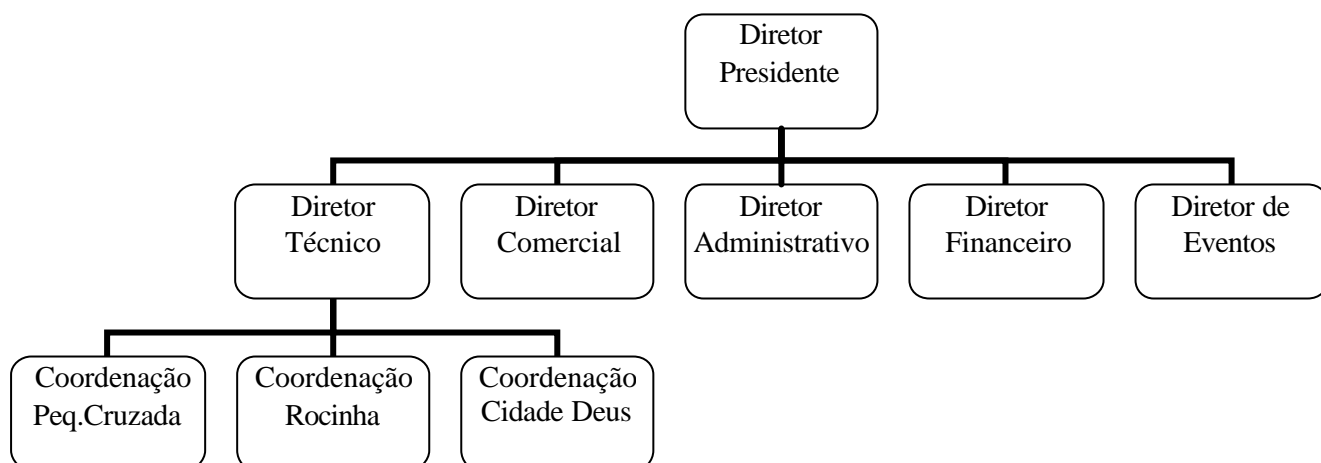 Diretor
Presidente
Diretor
Técnico
Diretor
Comercial
Diretor
Administrativo
Diretor
Financeiro
Diretor de
Eventos
Coordenação
Peq.Cruzada
Coordenação
Rocinha
Coordenação
Cidade Deus